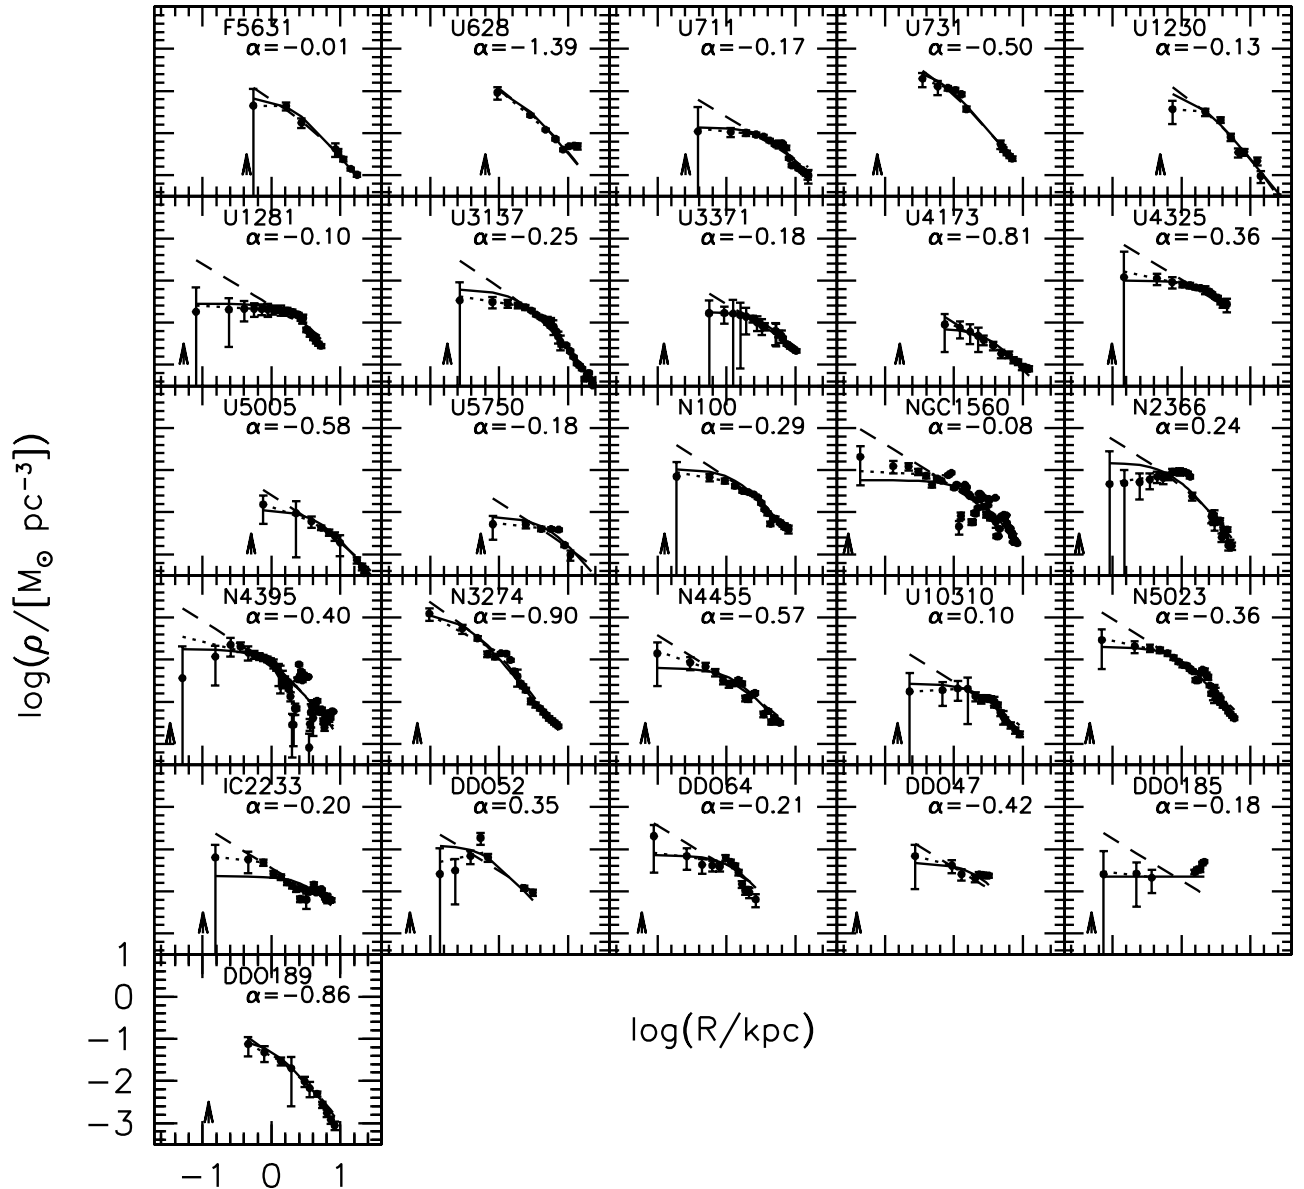 F5631
α=−0.01
U628
α=−1.39
U711
α=−0.17
U731
α=−0.50
U1230
α=−0.13
U1281
α=−0.10
U3137
α=−0.25
U3371
α=−0.18
U4173
α=−0.81
U4325
α=−0.36
U5005
α=−0.58
U5750
α=−0.18
N100
α=−0.29
NGC1560
α=−0.08
N2366
α=0.24
N4395
α=−0.40
N3274
α=−0.90
N4455
α=−0.57
U10310
α=0.10
N5023
α=−0.36
IC2233
α=−0.20
DDO52
α=0.35
DDO64
α=−0.21
DDO47
α=−0.42
DDO185
α=−0.18
DDO189
α=−0.86
1
0
−1
−2
−3
−1 0 1
log(ρ/[M⊙ pc⁻³])
log(R/kpc)